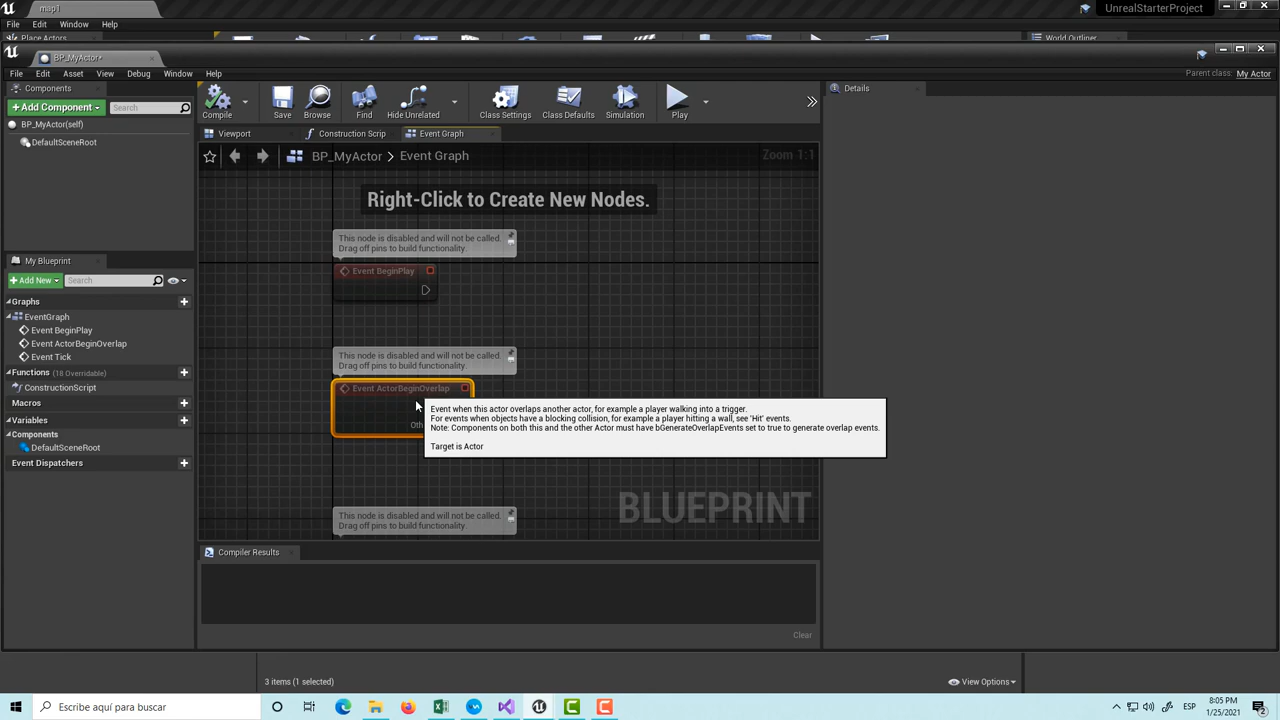 map1
UnrealStarterProject
File
Edit
Window
Help
Place Actors
World Outliner
BP_MyActor*
File
Edit
Asset
View
Debug
Window
Help
Parent class: My Actor
Components
+Add Component
Search
BP_MyActor(self)
DefaultSceneRoot
Compile
Save
Browse
Find
Hide Unrelated
Class Settings
Class Defaults
Simulation
Play
Details
Viewport
Construction Scrip
Event Graph
BP_MyActor > Event Graph
Zoom 1:1
Right-Click to Create New Nodes.
This node is disabled and will not be called.
Drag off pins to build functionality.
Event BeginPlay
This node is disabled and will not be called.
Drag off pins to build functionality.
Event ActorBeginOverlap
Oth
Event when this actor overlaps another actor, for example a player walking into a trigger.
For events when objects have a blocking collision, for example a player hitting a wall, see 'Hit' events.
Note: Components on both this and the other Actor must have bGenerateOverlapEvents set to true to generate overlap events.
Target is Actor
This node is disabled and will not be called.
Drag off pins to build functionality.
BLUEPRINT
My Blueprint
+Add New
Search
Graphs
EventGraph
Event BeginPlay
Event ActorBeginOverlap
Event Tick
Functions (18 Overridable)
ConstructionScript
Macros
Variables
Components
DefaultSceneRoot
Event Dispatchers
Compiler Results
Clear
3 items (1 selected)
View Options
Escribe aquí para buscar
ESP
8:05 PM
1/25/2021
2